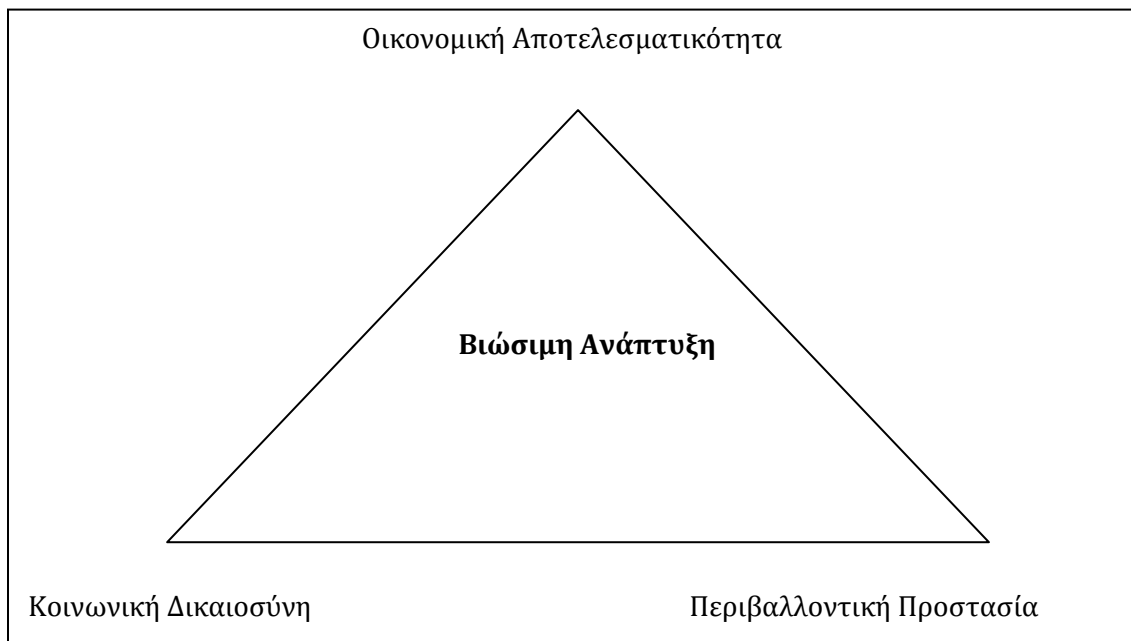 Οικονομική Αποτελεσματικότητα
Βιώσιμη Ανάπτυξη
Κοινωνική Δικαιοσύνη
Περιβαλλοντική Προστασία